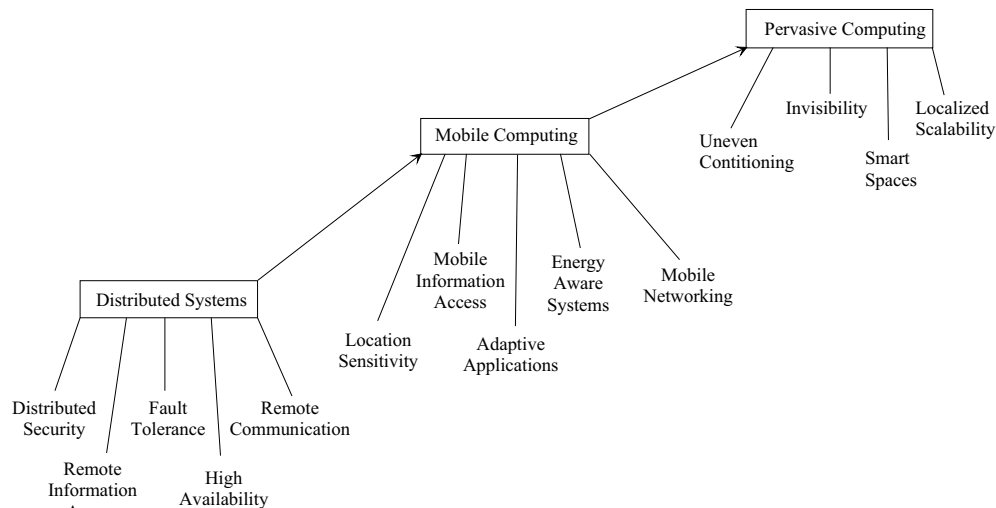 Pervasive Computing
Invisibility
Localized
Scalability
Uneven
Contitioning
Smart
Spaces
Mobile Computing
Mobile
Information
Access
Energy
Aware
Systems
Mobile
Networking
Location
Sensitivity
Adaptive
Applications
Distributed Systems
Distributed
Security
Fault
Tolerance
Remote
Communication
Remote
Information
High
Availability